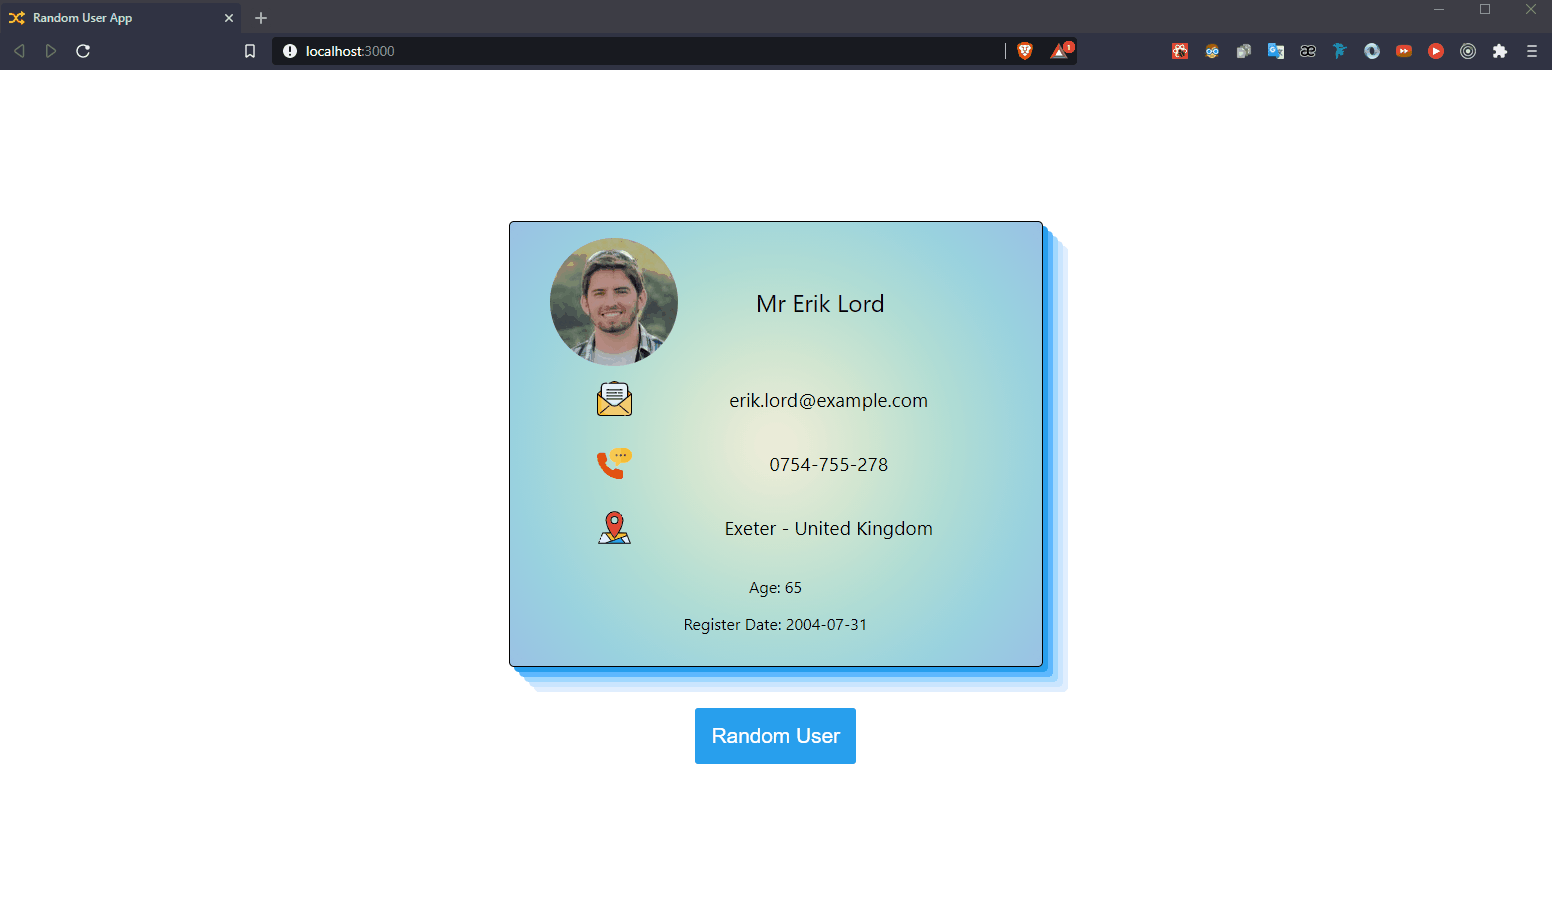 Random User App
localhost:3000
1
æ
Mr Erik Lord
erik.lord@example.com
0754-755-278
Exeter - United Kingdom
Age: 65
Register Date: 2004-07-31
Random User